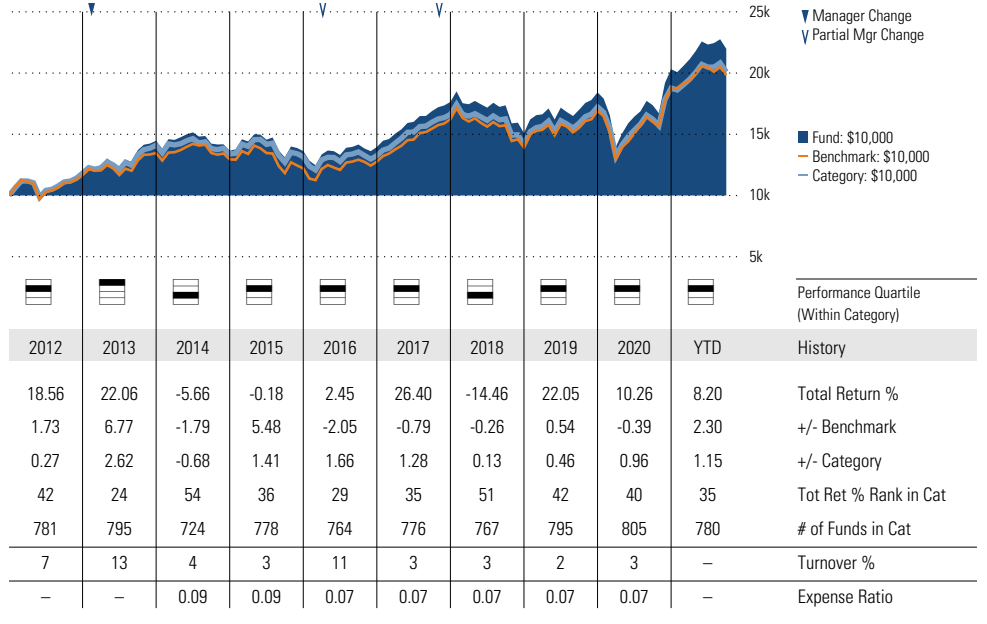 25k
20k
15k
10k
5k
Manager Change
Partial Mgr Change
Fund: $10,000
Benchmark: $10,000
Category: $10,000
Performance Quartile
(Within Category)
2012 2013 2014 2015 2016 2017 2018 2019 2020 YTD History
18.56 22.06 -5.66 -0.18 2.45 26.40 -14.46 22.05 10.26 8.20 Total Return %
1.73 6.77 -1.79 5.48 -2.05 -0.79 -0.26 0.54 -0.39 2.30 +/- Benchmark
0.27 2.62 -0.68 1.41 1.66 1.28 0.13 0.46 0.96 1.15 +/- Category
42 24 54 36 29 35 51 42 40 35 Tot Ret % Rank in Cat
781 795 724 778 764 776 767 795 805 780 # of Funds in Cat
7 13 4 3 11 3 3 2 3 – Turnover %
– – 0.09 0.09 0.07 0.07 0.07 0.07 0.07 – Expense Ratio